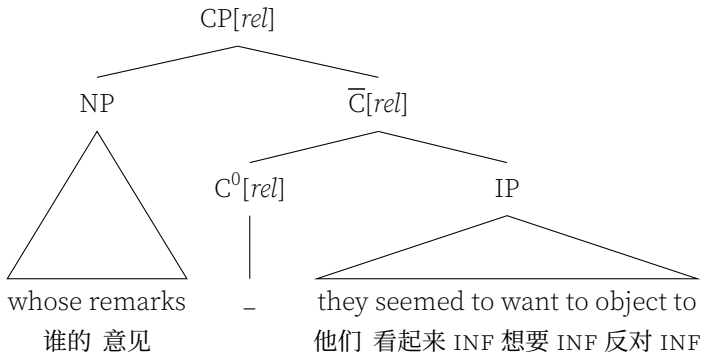 CP[rel]
NP C̅[rel]
C⁰[rel] IP
whose remarks – they seemed to want to object to
谁的 意见 他们 看起来 INF 想要 INF 反对 INF